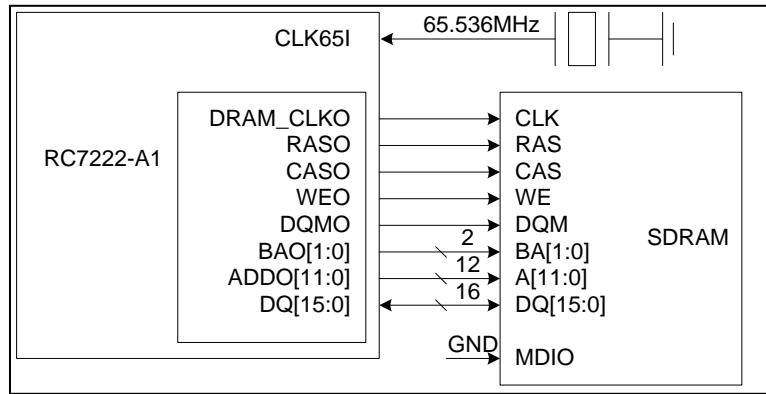 CLK65I 65.536MHz
DRAM_CLKO CLK
RASO RAS
RC7222-A1 CASO CAS
WEO WE
DQMO DQM
SDRAM
BAO[1:0] 2 BA[1:0]
ADDO[11:0] 12 A[11:0]
DQ[15:0] 16 DQ[15:0]
GND MDIO